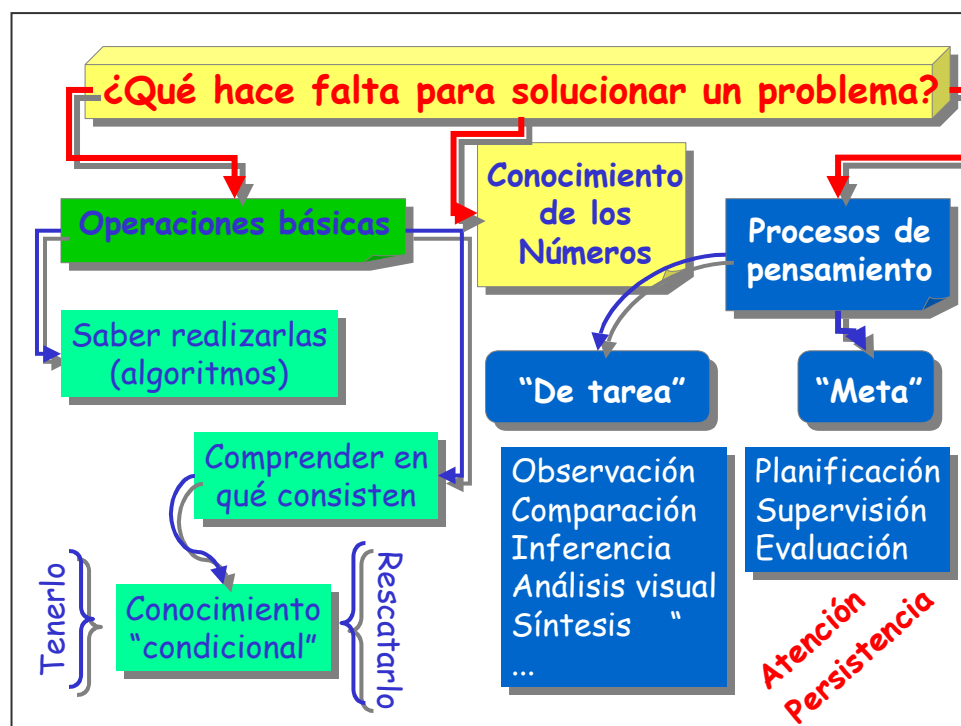 ¿Qué hace falta para solucionar un problema?
Operaciones básicas
Saber realizarlas
(algoritmos)
Comprender en
qué consisten
Tenerlo
Conocimiento
“condicional”
Rescatarlo
Conocimiento
de los
Números
Procesos de
pensamiento
“De tarea”
Observación
Comparación
Inferencia
Análisis visual
Síntesis “
...
“Meta”
Planificación
Supervisión
Evaluación
Atención
Persistencia